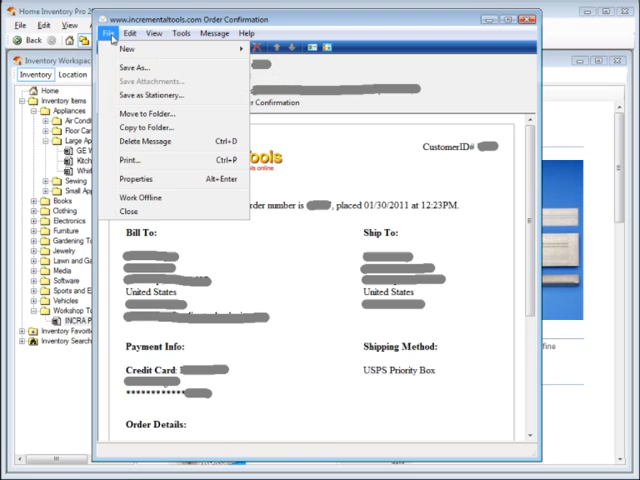 Home Inventory Pro 2
www.incrementaltools.com Order Confirmation
File Edit View
File Edit View Tools Message Help
Back
New
Save As...
Save Attachments...
Save as Stationery...
Move to Folder...
Copy to Folder...
Delete Message Ctrl+D
Print... Ctrl+P
Properties Alt+Enter
Work Offline
Close
Inventory Workspac
Inventory Location
Home
Inventory Items
Appliances
Air Condi
Floor Car
Large Ap
GE W
Kitch
Whirl
Sewing
Small Ap
Books
Clothing
Electronics
Furniture
Gardening To
Jewelry
Lawn and Ga
Media
Software
Sports and E
Vehicles
Workshop To
INCRA P
Inventory Favorit
Inventory Search
er Confirmation
CustomerID#
Tools
s online
order number is , placed 01/30/2011 at 12:23PM.
Bill To: Ship To:
United States United States
Payment Info: Shipping Method:
Credit Card: USPS Priority Box
************
Order Details:
fine